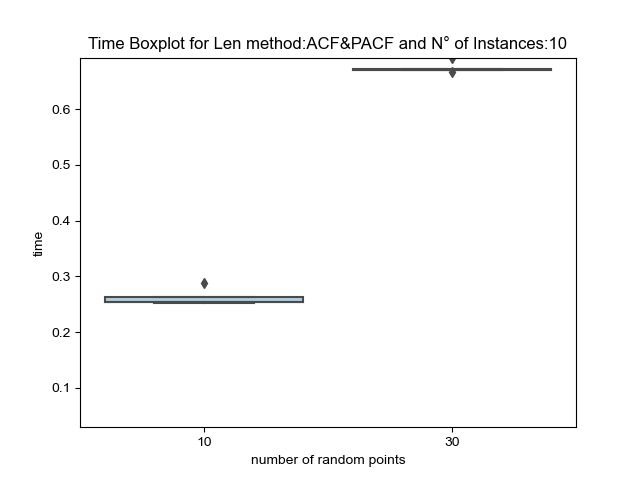 Time Boxplot for Len method:ACF&PACF and N° of Instances:10
0.6
0.5
0.4
0.3
0.2
0.1
time
10 30
number of random points